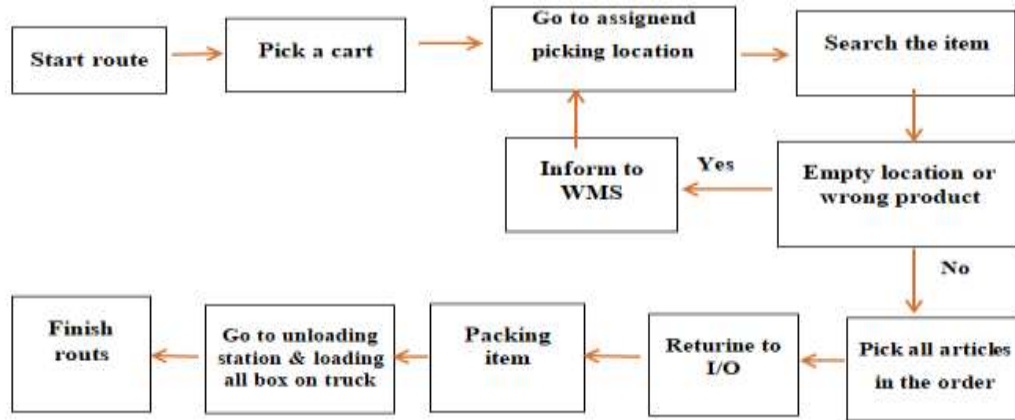 Start route
Pick a cart
Go to assignend
picking location
Search the item
Empty location or
wrong product
Yes
Inform to
WMS
No
Pick all articles
in the order
Returine to
I/O
Packing
item
Go to unloading
station & loading
all box on truck
Finish
routs